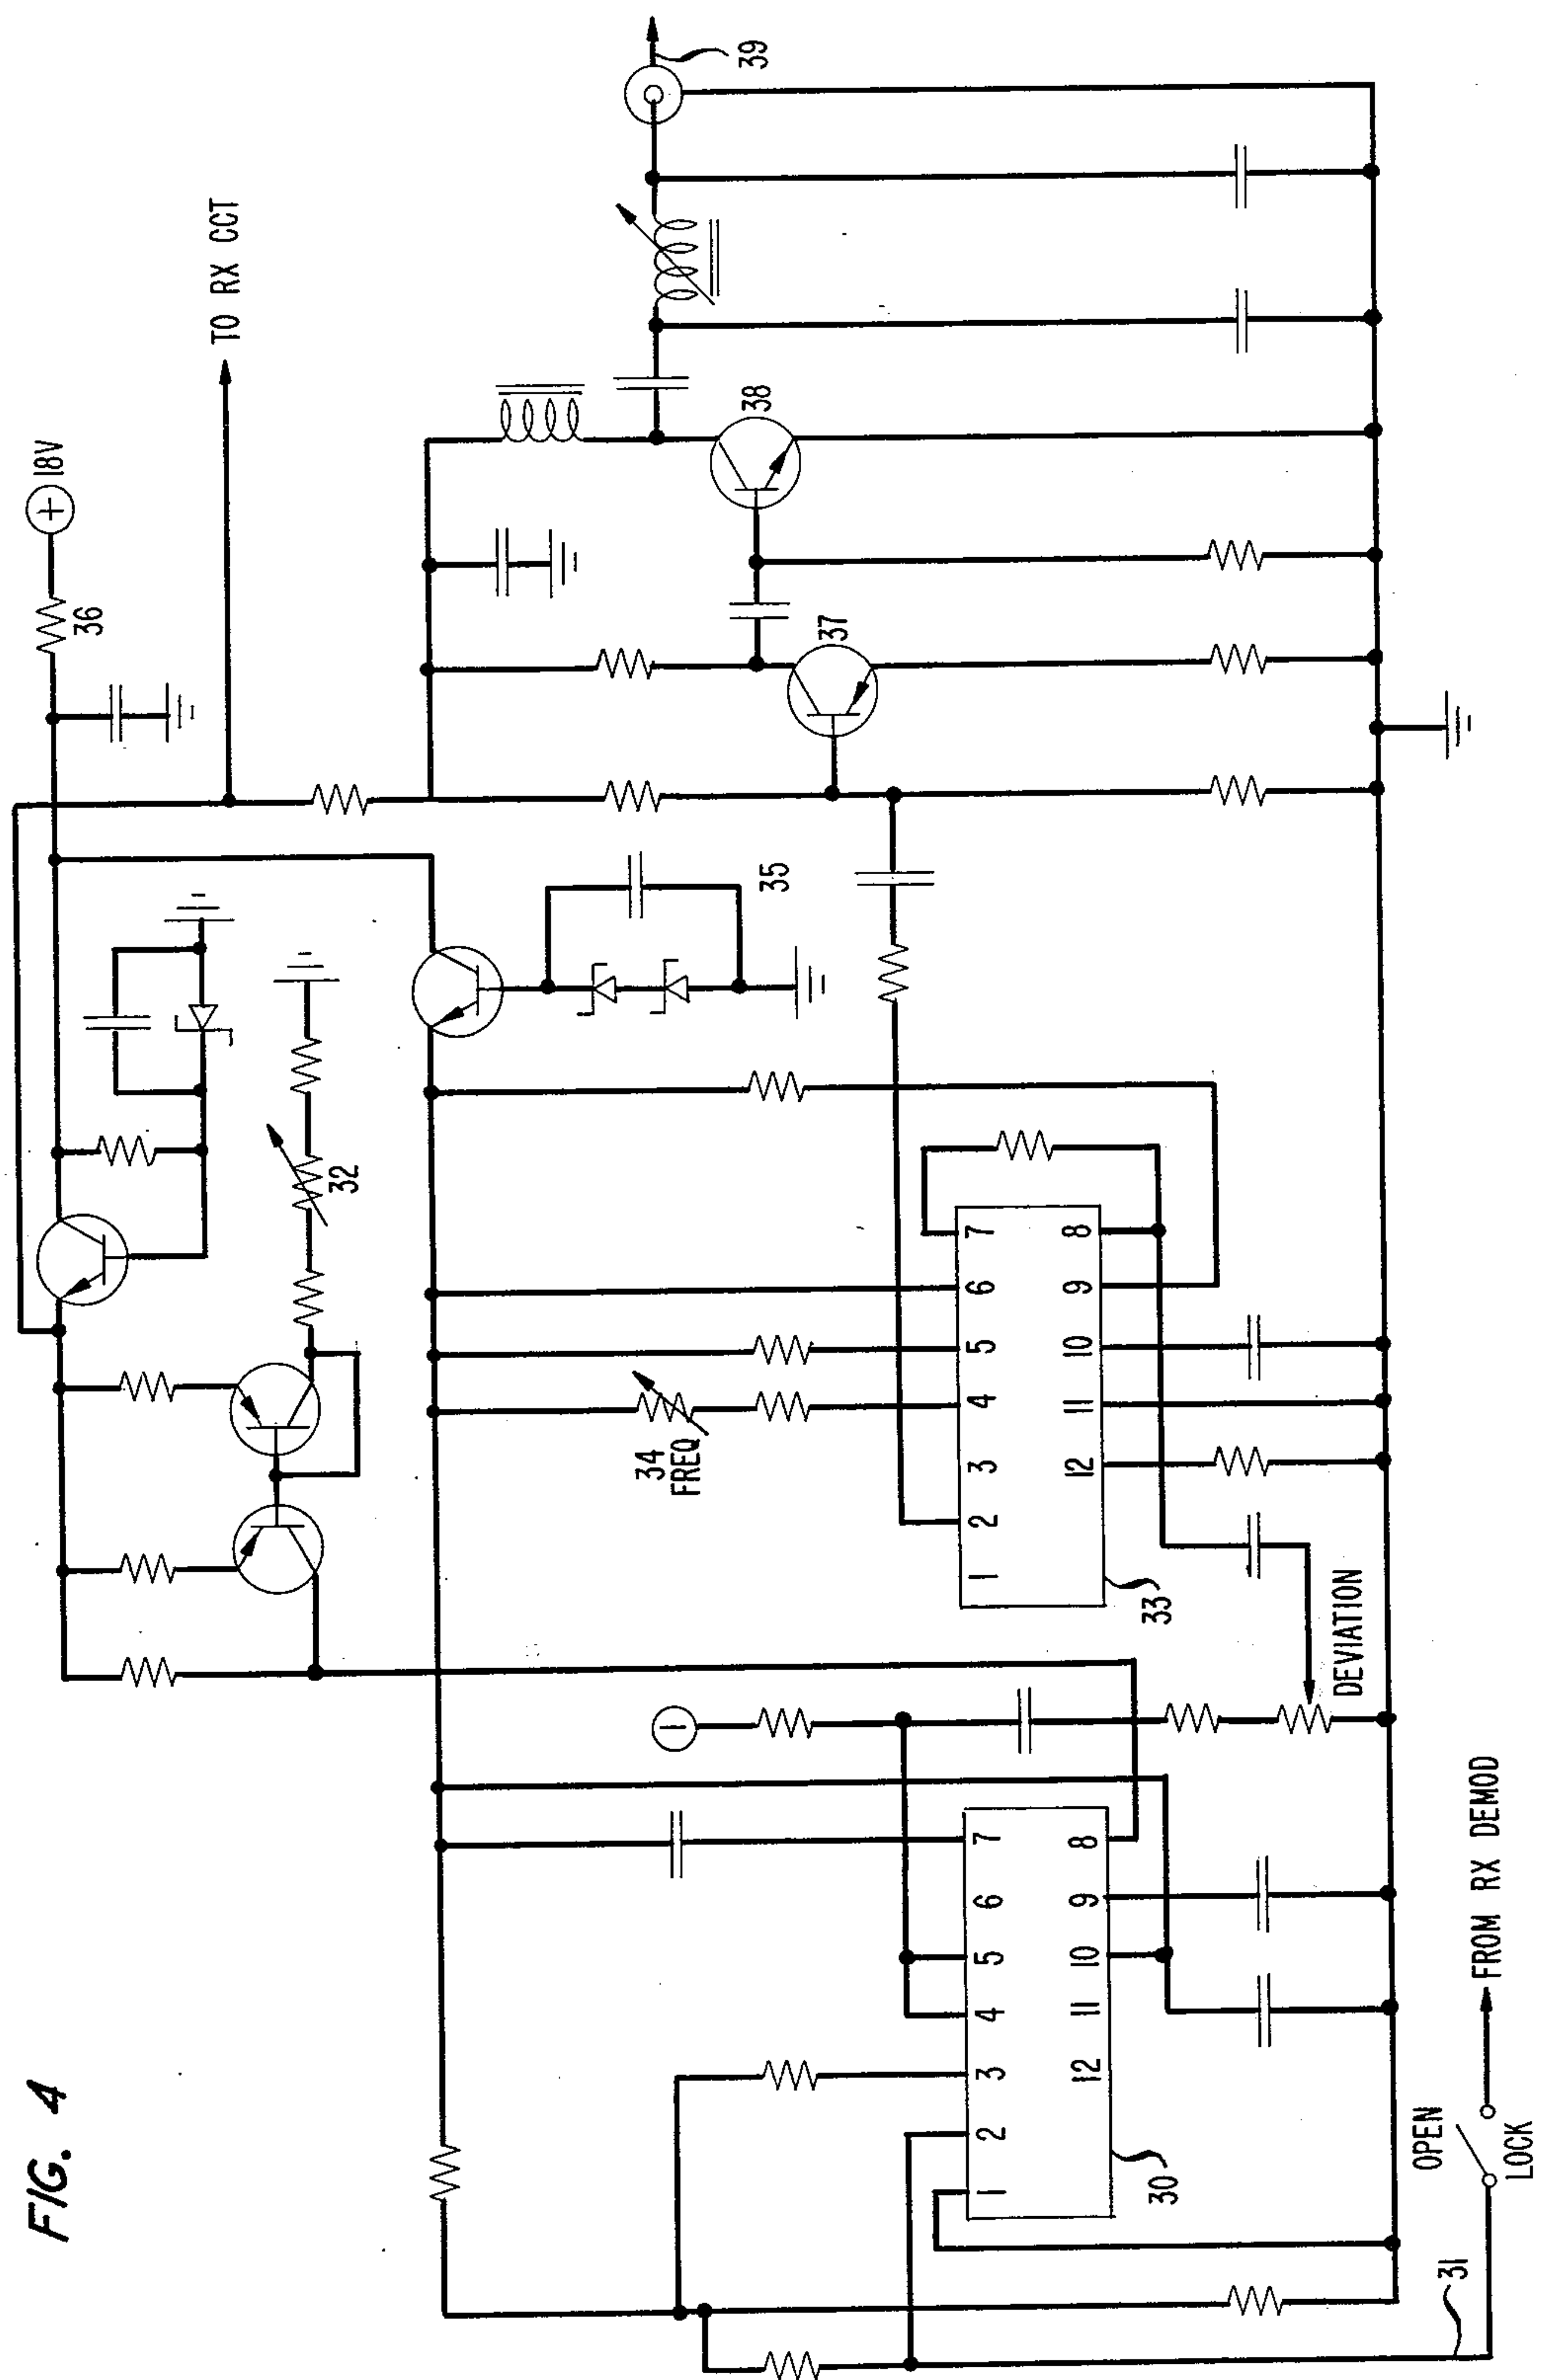 FIG. 4
18V
36
TO RX CCT
39
32
38
37
35
34
FREQ
1 2 3 4 5 6 7
12 11 10 9 8
33
1 2 3 4 5 6 7
12 11 10 9 8
30
DEVIATION
31
OPEN
LOCK
FROM RX DEMOD